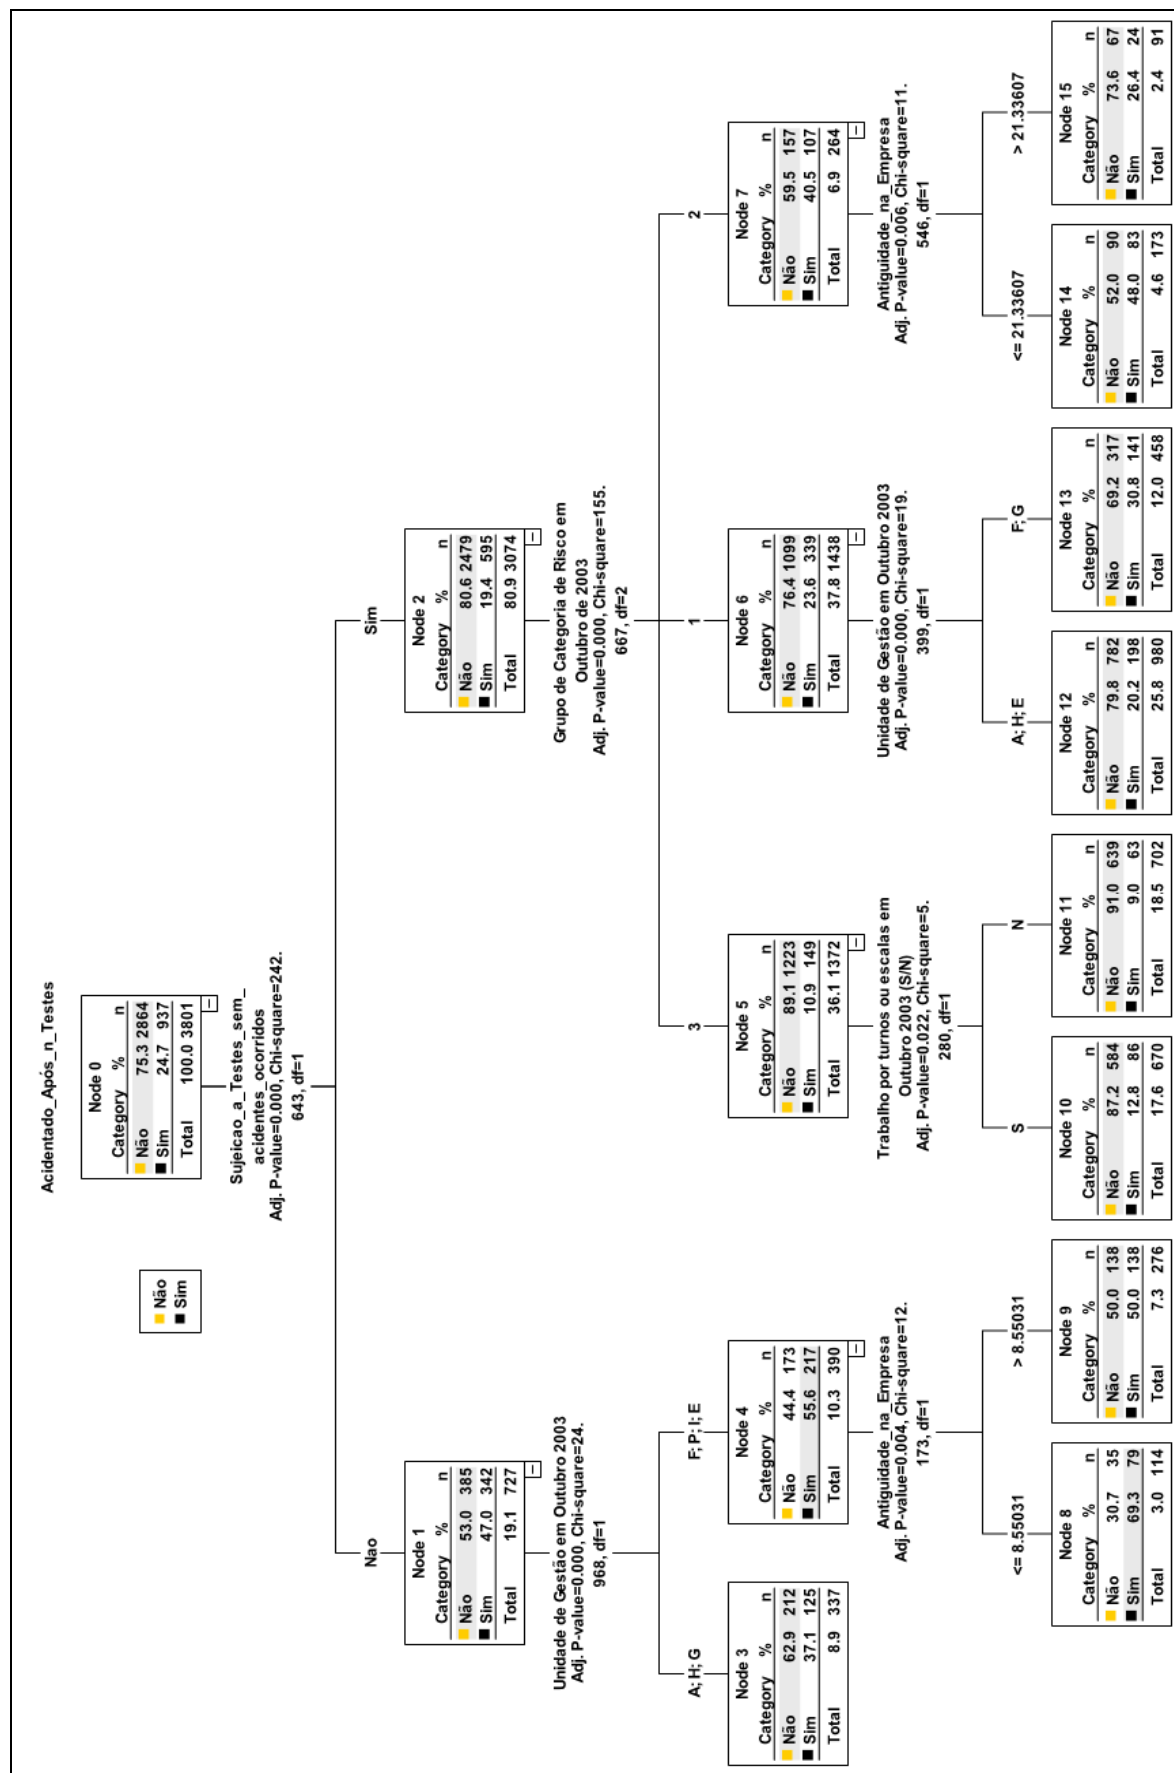 Acidentado_Após_n_Testes
Não
Sim
Node 0
Category % n
Não 75.3 2864
Sim 24.7 937
Total 100.0 3801
Sujeicao_a_Testes_sem_
acidentes_ocorridos
Adj. P-value=0.000, Chi-square=242.
643, df=1
Nao
Sim
Node 1
Category % n
Não 53.0 385
Sim 47.0 342
Total 19.1 727
Unidade de Gestão em Outubro 2003
Adj. P-value=0.000, Chi-square=24.
968, df=1
Node 2
Category % n
Não 80.6 2479
Sim 19.4 595
Total 80.9 3074
Grupo de Categoria de Risco em
Outubro de 2003
Adj. P-value=0.000, Chi-square=155.
667, df=2
A; H; G
F; P; I; E
3
1
2
Node 3
Category % n
Não 62.9 212
Sim 37.1 125
Total 8.9 337
Node 4
Category % n
Não 44.4 173
Sim 55.6 217
Total 10.3 390
Antiguidade_na_Empresa
Adj. P-value=0.004, Chi-square=12.
173, df=1
Node 5
Category % n
Não 89.1 1223
Sim 10.9 149
Total 36.1 1372
Trabalho por turnos ou escalas em
Outubro 2003 (S/N)
Adj. P-value=0.022, Chi-square=5.
280, df=1
Node 6
Category % n
Não 76.4 1099
Sim 23.6 339
Total 37.8 1438
Unidade de Gestão em Outubro 2003
Adj. P-value=0.000, Chi-square=19.
399, df=1
Node 7
Category % n
Não 59.5 157
Sim 40.5 107
Total 6.9 264
Antiguidade_na_Empresa
Adj. P-value=0.006, Chi-square=11.
546, df=1
<= 8.55031
> 8.55031
S
N
A; H; E
F; G
<= 21.33607
> 21.33607
Node 8
Category % n
Não 30.7 35
Sim 69.3 79
Total 3.0 114
Node 9
Category % n
Não 50.0 138
Sim 50.0 138
Total 7.3 276
Node 10
Category % n
Não 87.2 584
Sim 12.8 86
Total 17.6 670
Node 11
Category % n
Não 91.0 639
Sim 9.0 63
Total 18.5 702
Node 12
Category % n
Não 79.8 782
Sim 20.2 198
Total 25.8 980
Node 13
Category % n
Não 69.2 317
Sim 30.8 141
Total 12.0 458
Node 14
Category % n
Não 52.0 90
Sim 48.0 83
Total 4.6 173
Node 15
Category % n
Não 73.6 67
Sim 26.4 24
Total 2.4 91